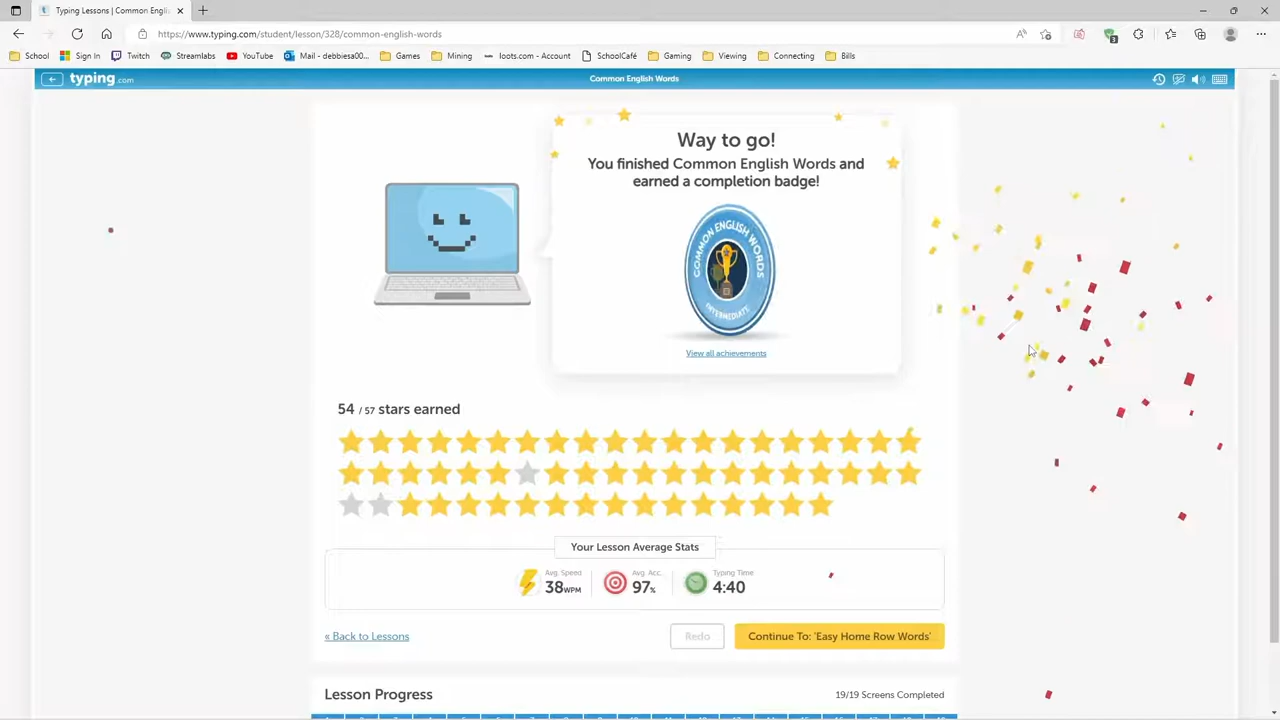 Typing Lessons | Common Engli
https://www.typing.com/student/lesson/328/common-english-words
School Sign In Twitch Streamlabs YouTube Mail - debbiesa00... Games Mining loots.com - Account SchoolCafé Gaming Viewing Connecting Bills
typing.com Common English Words
Way to go!
You finished Common English Words and
earned a completion badge!
COMMON ENGLISH WORDS
INTERMEDIATE
View all achievements
54 / 57 stars earned
Your Lesson Average Stats
Avg. Speed Avg. Acc. Typing Time
38WPM 97% 4:40
« Back to Lessons Redo Continue To: 'Easy Home Row Words'
Lesson Progress 19/19 Screens Completed